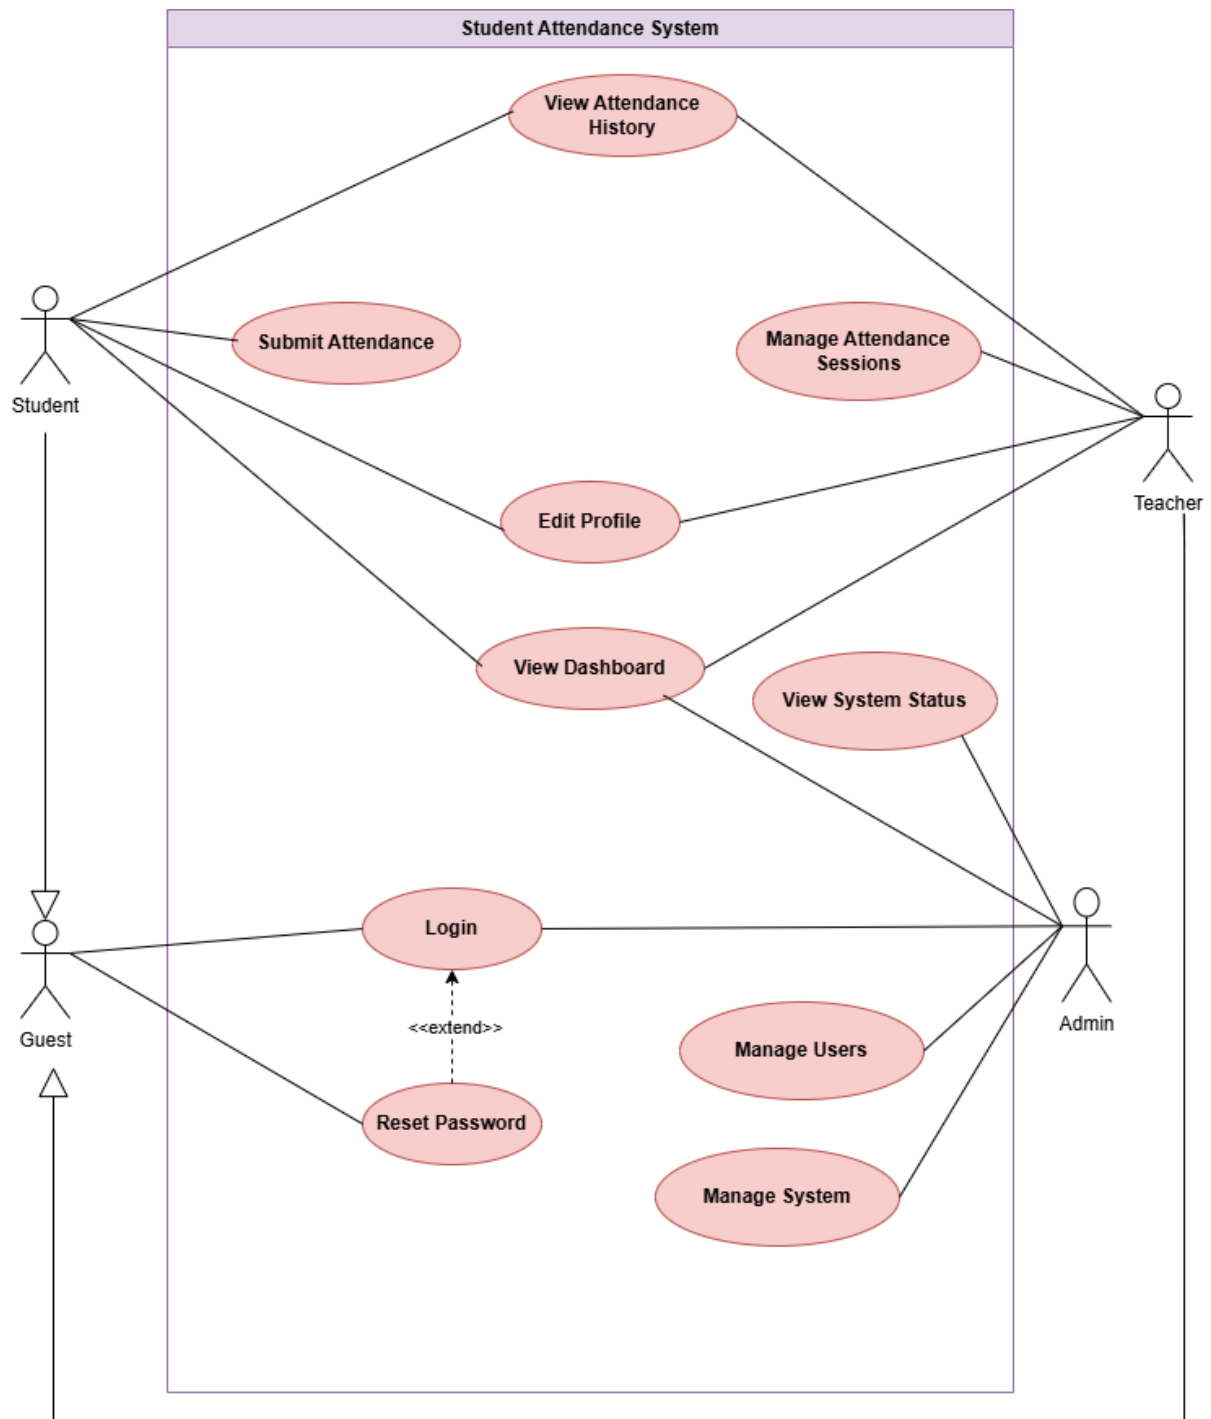 Student Attendance System
View Attendance
History
Submit Attendance
Manage Attendance
Sessions
Student
Teacher
Edit Profile
View Dashboard
View System Status
Login
Admin
<<extend>>
Guest
Manage Users
Reset Password
Manage System